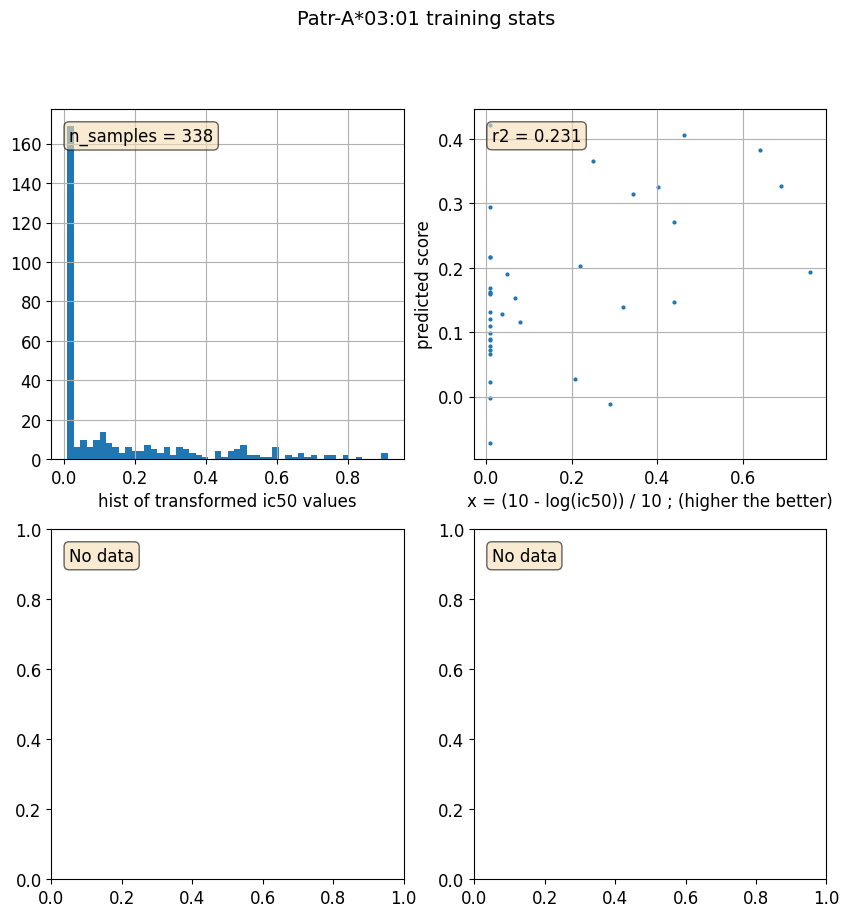 Patr-A*03:01 training stats
n_samples = 338
160
140
120
100
80
60
40
20
0
0.0 0.2 0.4 0.6 0.8
hist of transformed ic50 values
r2 = 0.231
predicted score
0.4
0.3
0.2
0.1
0.0
0.0 0.2 0.4 0.6
x = (10 - log(ic50)) / 10 ; (higher the better)
No data
1.0
0.8
0.6
0.4
0.2
0.0
0.0 0.2 0.4 0.6 0.8 1.0
No data
1.0
0.8
0.6
0.4
0.2
0.0
0.0 0.2 0.4 0.6 0.8 1.0